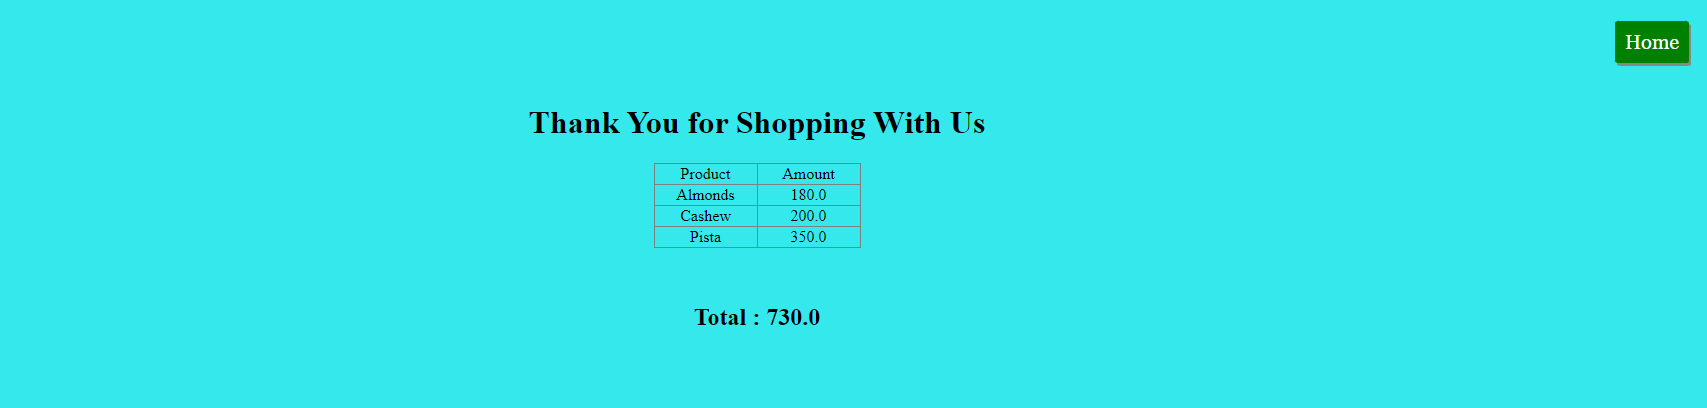 Home
Thank You for Shopping With Us
Product Amount
Almonds 180.0
Cashew 200.0
Pista 350.0
Total : 730.0